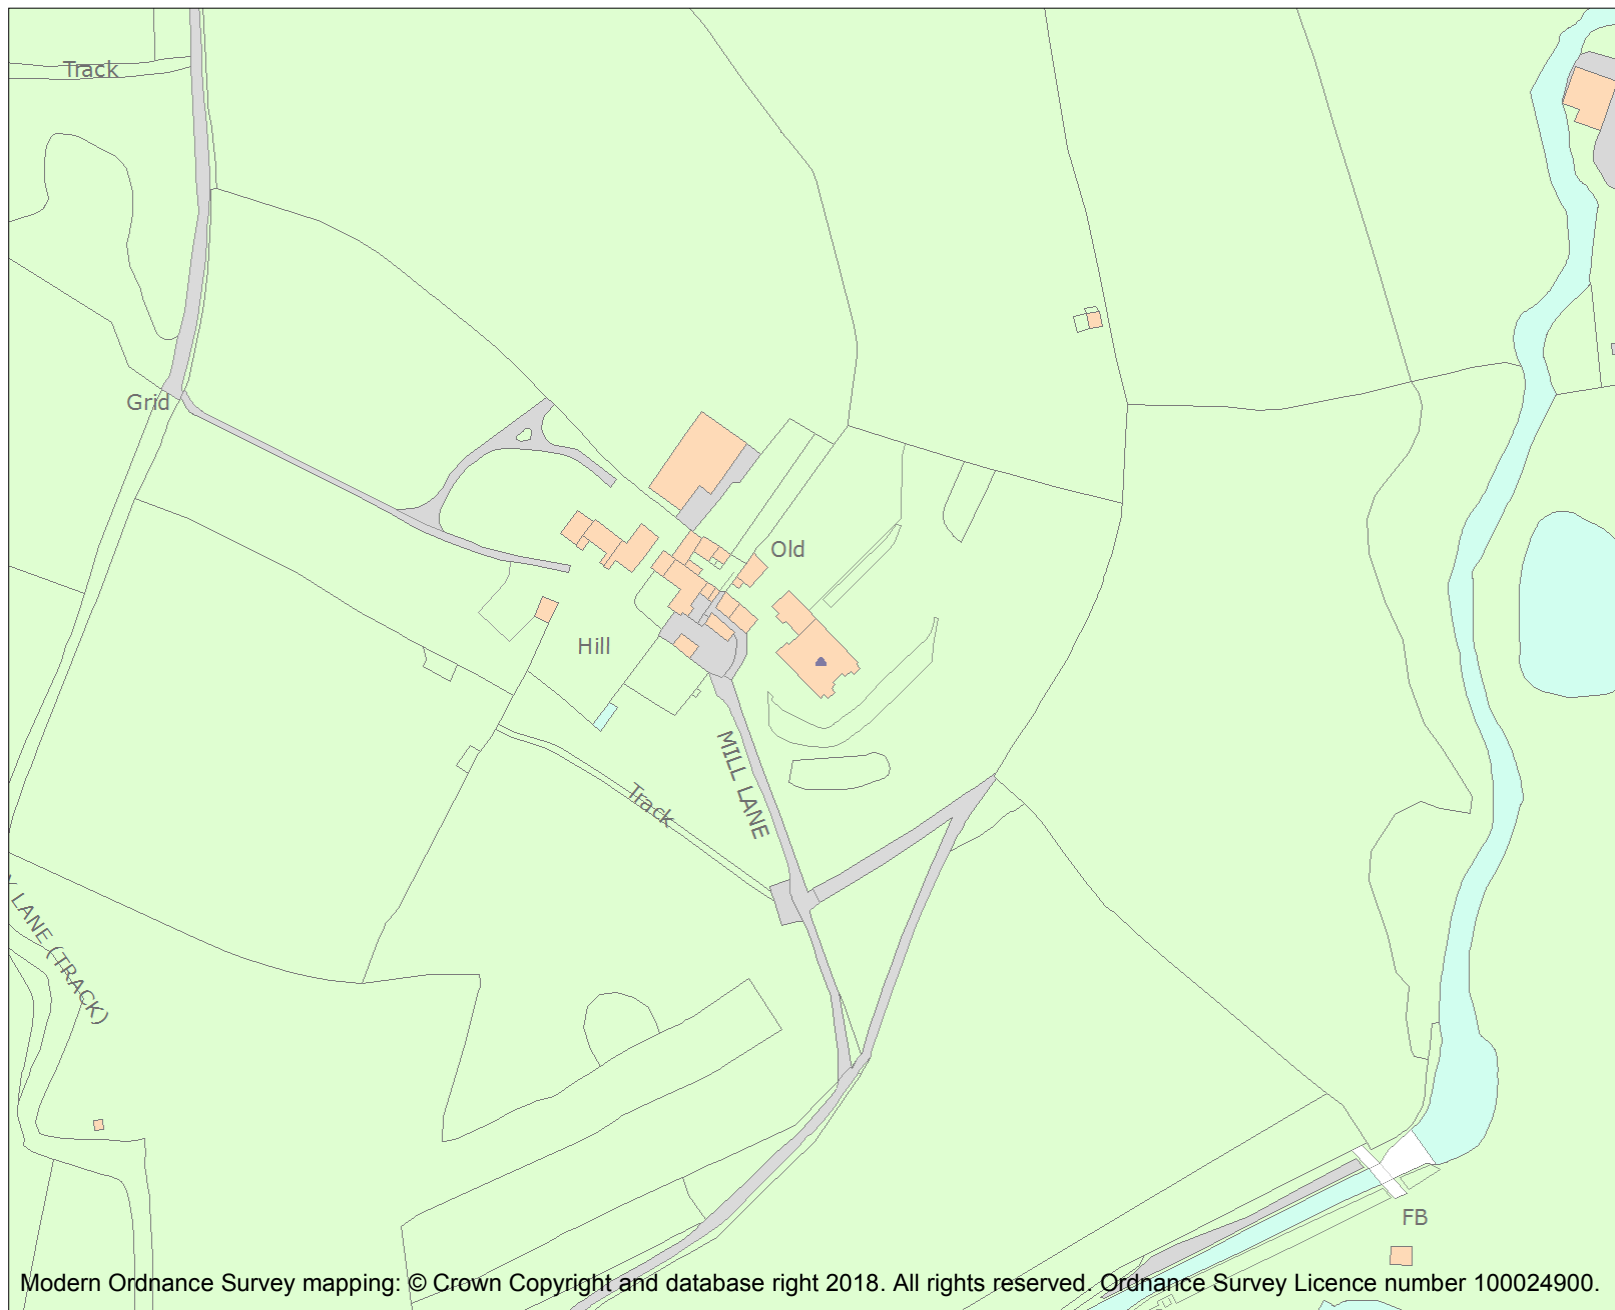 Track
Grid
Old
Hill
MILL LANE
Track
LANE (TRACK)
FB
Modern Ordnance Survey mapping: © Crown Copyright and database right 2018. All rights reserved. Ordnance Survey Licence number 100024900.